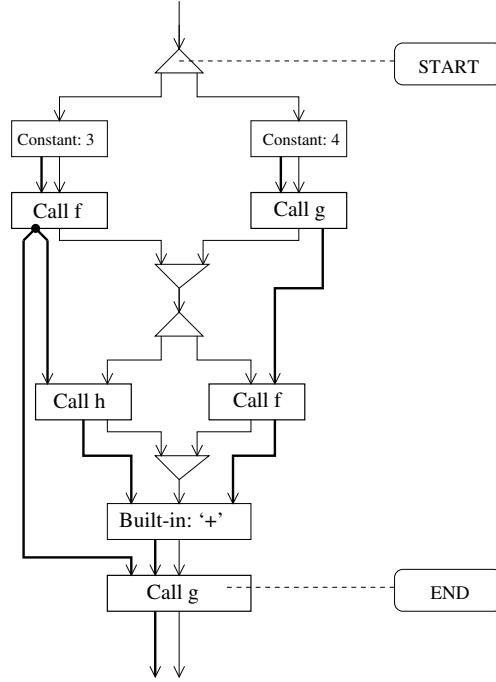 START
Constant: 3
Constant: 4
Call f
Call g
Call h
Call f
Built-in: ‘+’
Call g
END